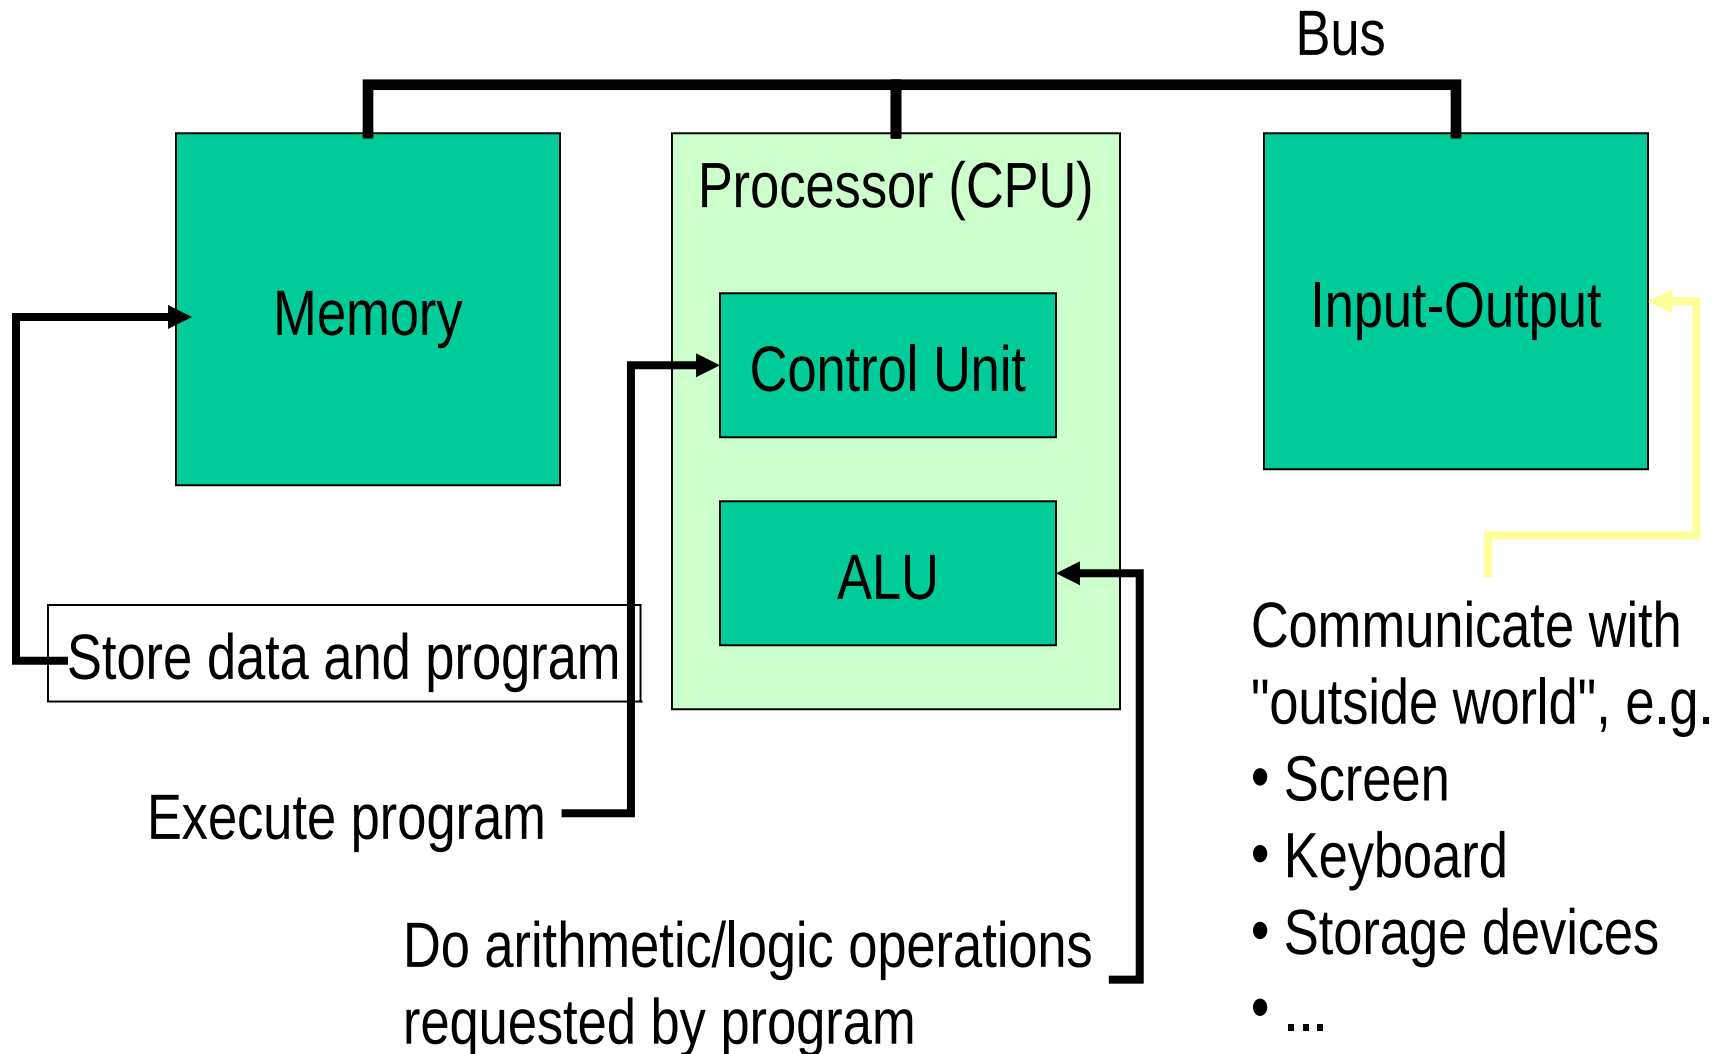 Bus
Processor (CPU)
Memory
Input-Output
Control Unit
ALU
Store data and program
Execute program
Do arithmetic/logic operations
requested by program
Communicate with
"outside world", e.g.
• Screen
• Keyboard
• Storage devices
• ...